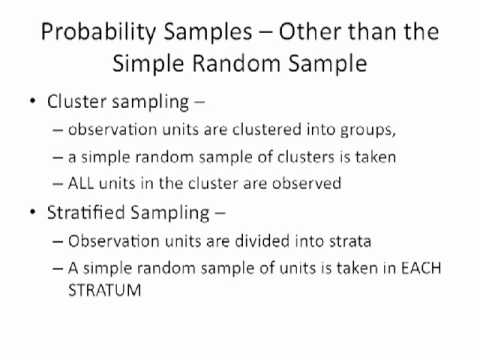 Probability Samples – Other than the
Simple Random Sample
• Cluster sampling –
– observation units are clustered into groups,
– a simple random sample of clusters is taken
– ALL units in the cluster are observed
• Stratified Sampling –
– Observation units are divided into strata
– A simple random sample of units is taken in EACH
STRATUM